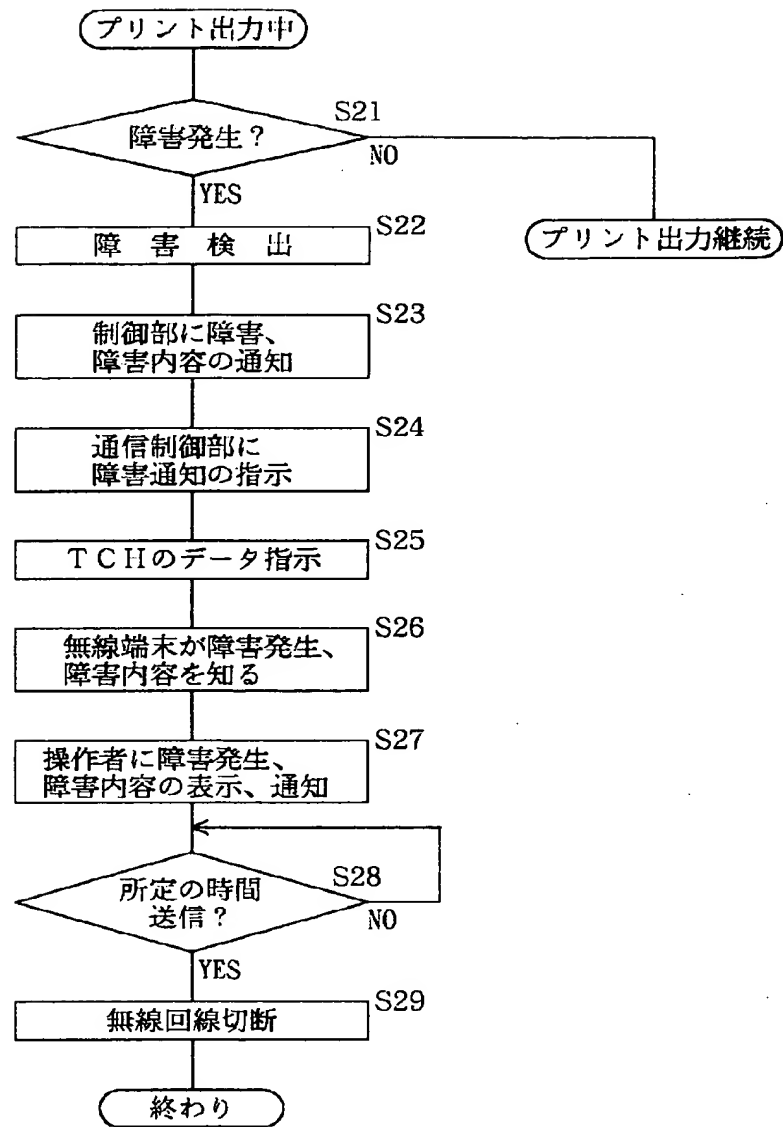 プリント出力中
S21
障害発生？
NO
YES
S22
障 害 検 出
プリント出力継続
S23
制御部に障害、
障害内容の通知
S24
通信制御部に
障害通知の指示
S25
ＴＣＨのデータ指示
S26
無線端末が障害発生、
障害内容を知る
S27
操作者に障害発生、
障害内容の表示、通知
S28
所定の時間
送信？
NO
YES
S29
無線回線切断
終わり